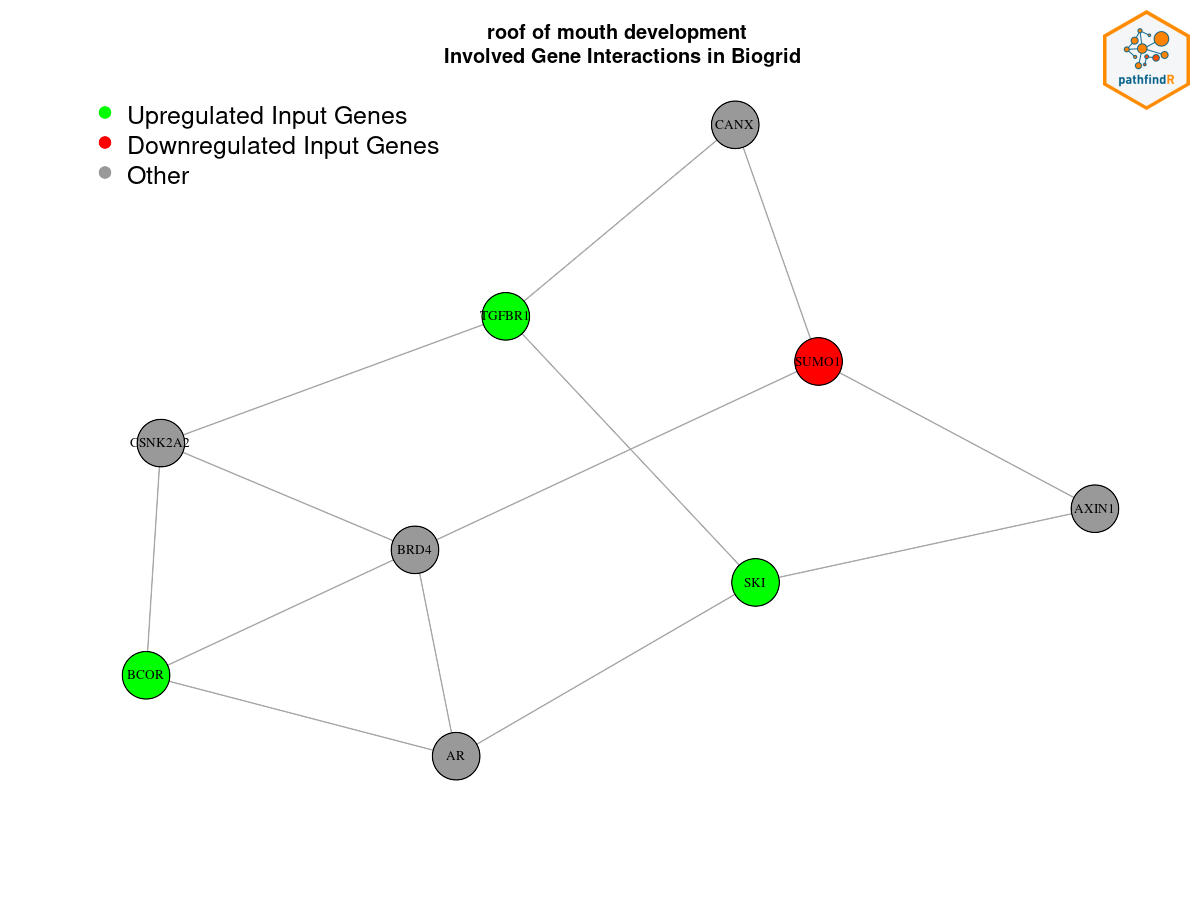 roof of mouth development
Involved Gene Interactions in Biogrid
pathfindR
Upregulated Input Genes
Downregulated Input Genes
Other
CANX
TGFBR1
SUMO1
CSNK2A2
AXIN1
BRD4
SKI
BCOR
AR